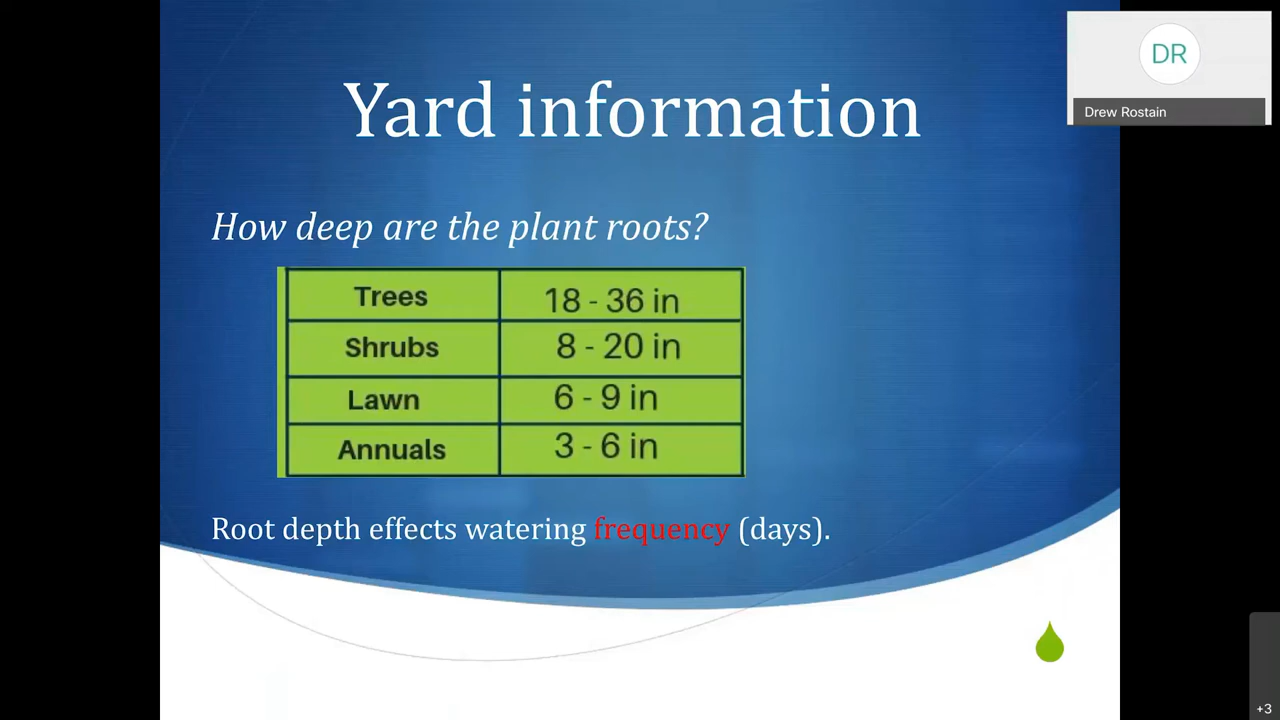 Yard information
DR
Drew Rostain
How deep are the plant roots?
Trees 18 - 36 in
Shrubs 8 - 20 in
Lawn 6 - 9 in
Annuals 3 - 6 in
Root depth effects watering frequency (days).
+3